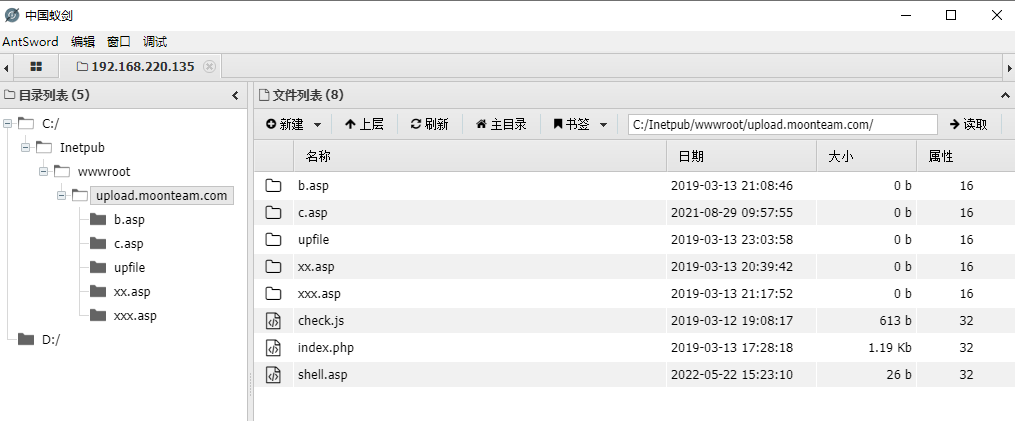 中国蚁剑
AntSword 编辑 窗口 调试
192.168.220.135
目录列表 (5)
C:/
Inetpub
wwwroot
upload.moonteam.com
b.asp
c.asp
upfile
xx.asp
xxx.asp
D:/
文件列表 (8)
新建 上层 刷新 主目录 书签 C:/Inetpub/wwwroot/upload.moonteam.com/ 读取
名称 日期 大小 属性
b.asp 2019-03-13 21:08:46 0 b 16
c.asp 2021-08-29 09:57:55 0 b 16
upfile 2019-03-13 23:03:58 0 b 16
xx.asp 2019-03-13 20:39:42 0 b 16
xxx.asp 2019-03-13 21:17:52 0 b 16
check.js 2019-03-12 19:08:17 613 b 32
index.php 2019-03-13 17:28:18 1.19 Kb 32
shell.asp 2022-05-22 15:23:10 26 b 32